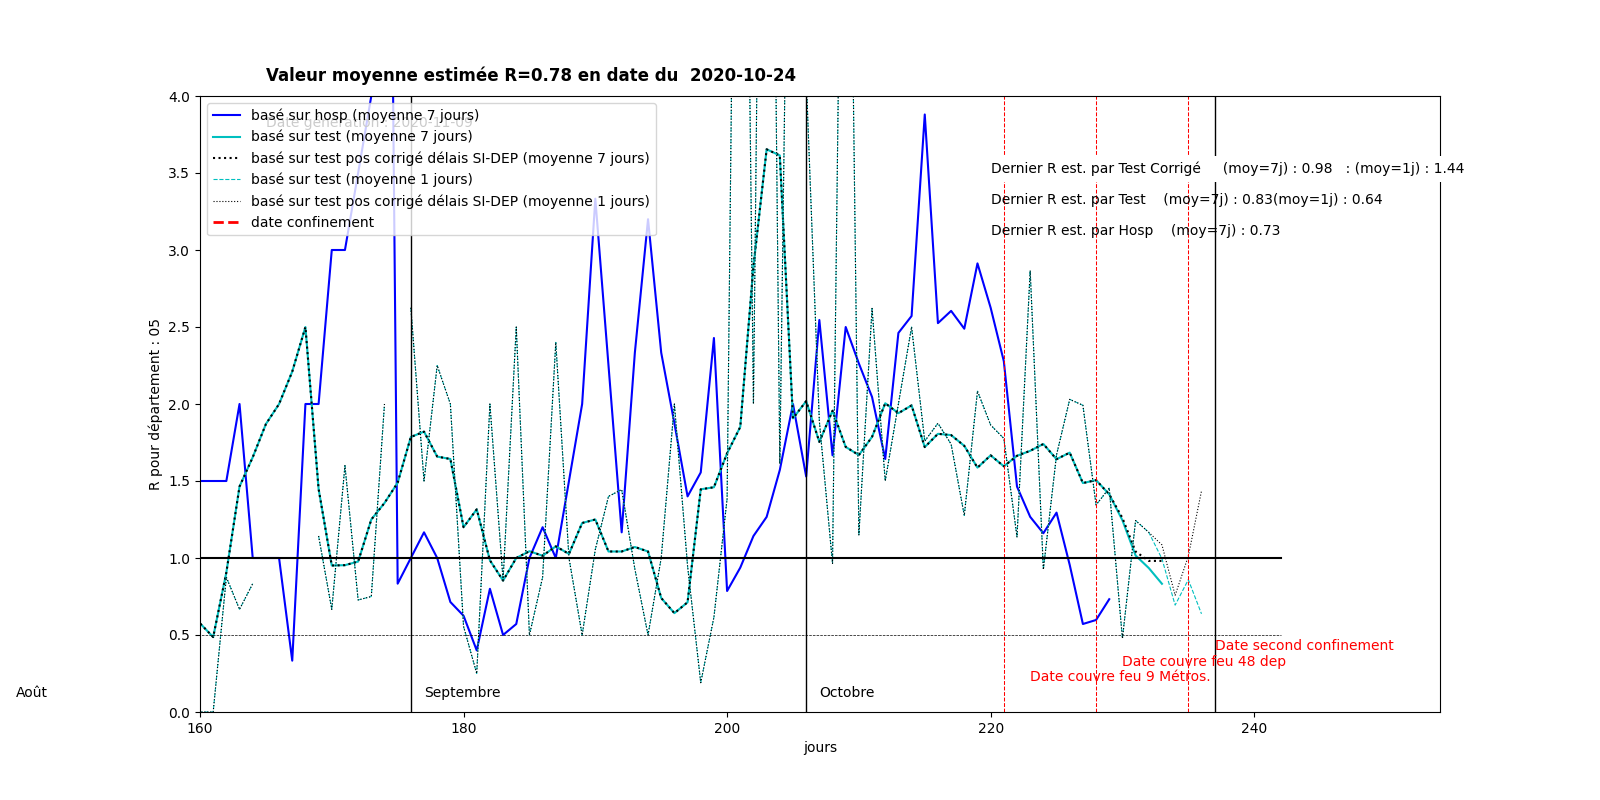 Valeur moyenne estimée R=0.78 en date du  2020-10-24
Date génération : 2020-11-09
basé sur hosp (moyenne 7 jours)
basé sur test (moyenne 7 jours)
basé sur test pos corrigé délais SI-DEP (moyenne 7 jours)
basé sur test (moyenne 1 jours)
basé sur test pos corrigé délais SI-DEP (moyenne 1 jours)
date confinement
Dernier R est. par Test Corrigé     (moy=7j) : 0.98   : (moy=1j) : 1.44
Dernier R est. par Test    (moy=7j) : 0.83(moy=1j) : 0.64
Dernier R est. par Hosp    (moy=7j) : 0.73
R pour département : 05
4.0
3.5
3.0
2.5
2.0
1.5
1.0
0.5
0.0
Date second confinement
Date couvre feu 48 dep
Date couvre feu 9 Métros.
Août
Septembre
Octobre
160
180
200
220
240
jours